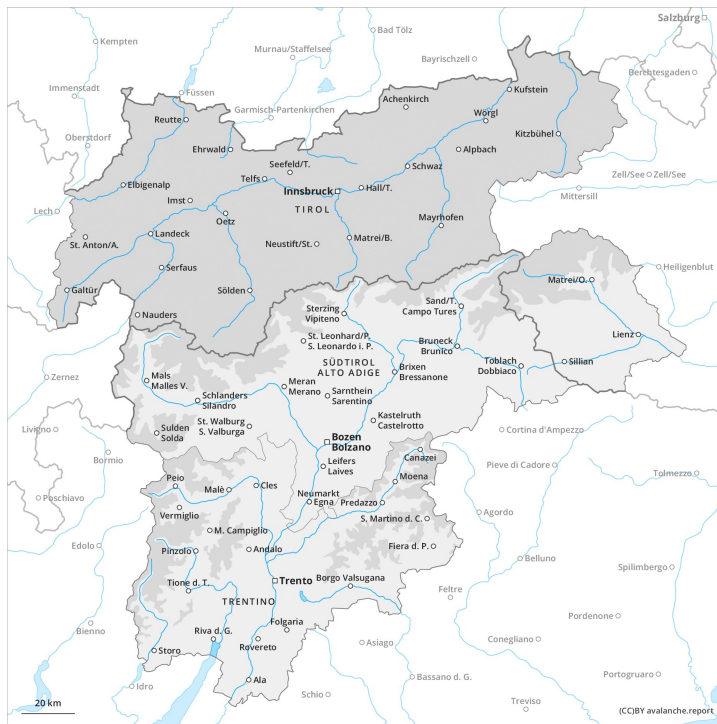 Salzburg
Kempten
Bad Tölz
Murnau/Staffelsee
Bayrischzell
Berchtesgaden
Immenstadt
Füssen
Garmisch-Partenkirchen
Achenkirch
Kufstein
Reutte
Wörgl
Oberstdorf
Kitzbühel
Ehrwald
Alpbach
Seefeld/T.
Schwaz
Telfs
Zell/See
Zell/See
Elbigenalp
Innsbruck
Hall/T.
Mittersill
Imst
TIROL
Lech
Oetz
Mayrhofen
St. Anton/A.
Landeck
Neustift/St.
Matrei/B.
Serfaus
Heiligenblut
Galtür
Sölden
Matrei/O.
Nauders
Sterzing
Vipiteno
Sand/T.
Campo Tures
St. Leonhard/P.
S. Leonardo i. P.
Bruneck
Brunico
Lienz
SÜDTIROL
ALTO ADIGE
Toblach
Dobbiaco
Sillian
Zernez
Mals
Malles V.
Meran
Merano
Brixen
Bressanone
Schlanders
Silandro
Sarnthein
Sarentino
St. Walburg
S. Valburga
Kastelruth
Castelrotto
Livigno
Sulden
Solda
Bozen
Bolzano
Cortina d'Ampezzo
Bormio
Canazei
Leifers
Laives
Pieve di Cadore
Tolmezzo
Peio
Moena
Poschiavo
Malè
Cles
Neumarkt
Egna
Predazzo
Vermiglio
Agordo
S. Martino d. C.
M. Campiglio
Edolo
Pinzolo
Andalo
Fiera d. P.
Belluno
Spilimbergo
Tione d. T.
Trento
Borgo Valsugana
Feltre
TRENTINO
Pordenone
Bienno
Folgaria
Riva d. G.
Rovereto
Conegliano
Storo
Asiago
Portogruaro
Ala
Bassano d. G.
Idro
Schio
Treviso
20 km
(CC)BY avalanche.report